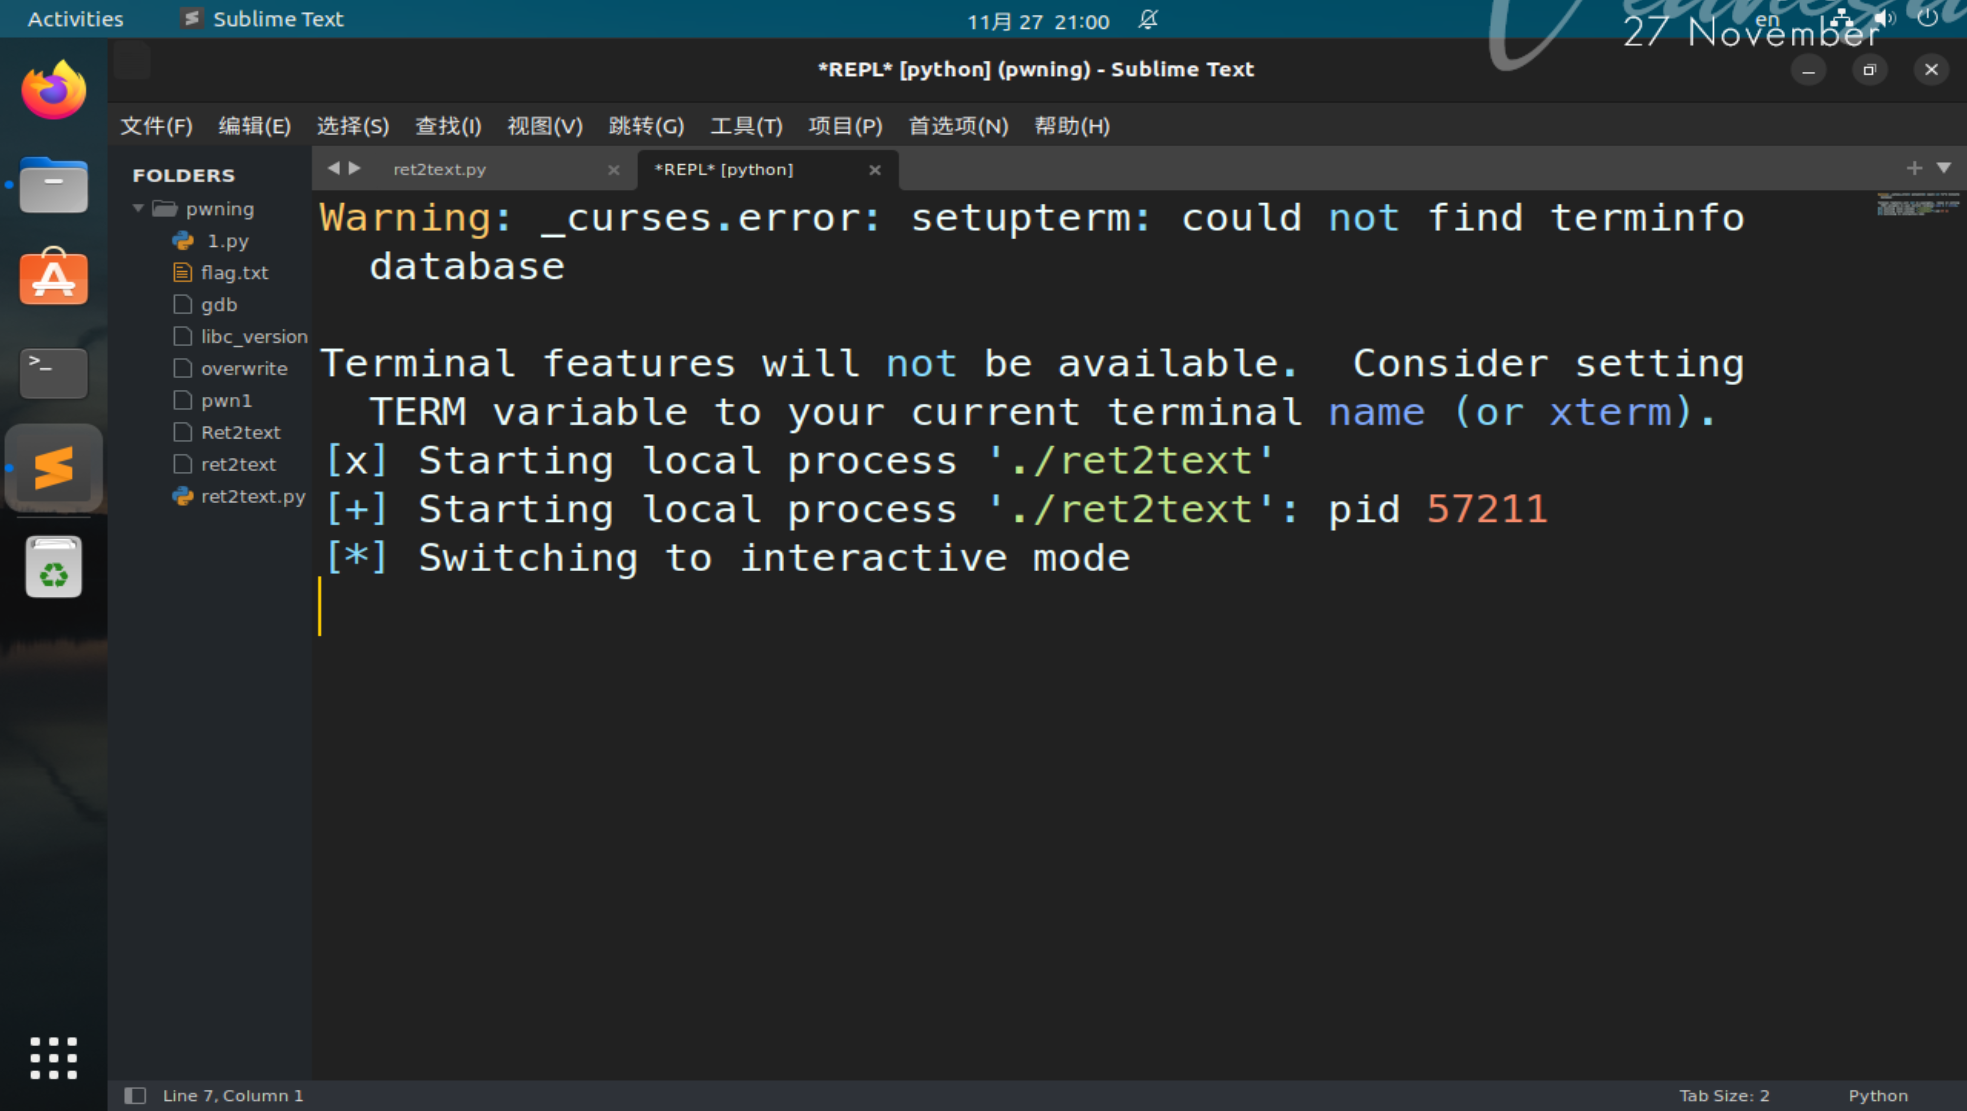 Activities
Sublime Text
11月 27 21:00
en
27 November
*REPL* [python] (pwning) - Sublime Text
文件(F) 编辑(E) 选择(S) 查找(I) 视图(V) 跳转(G) 工具(T) 项目(P) 首选项(N) 帮助(H)
FOLDERS
pwning
1.py
flag.txt
gdb
libc_version
overwrite
pwn1
Ret2text
ret2text
ret2text.py
ret2text.py
*REPL* [python]
Warning: _curses.error: setupterm: could not find terminfo
database
Terminal features will not be available.  Consider setting
TERM variable to your current terminal name (or xterm).
[x] Starting local process './ret2text'
[+] Starting local process './ret2text': pid 57211
[*] Switching to interactive mode
Line 7, Column 1
Tab Size: 2
Python